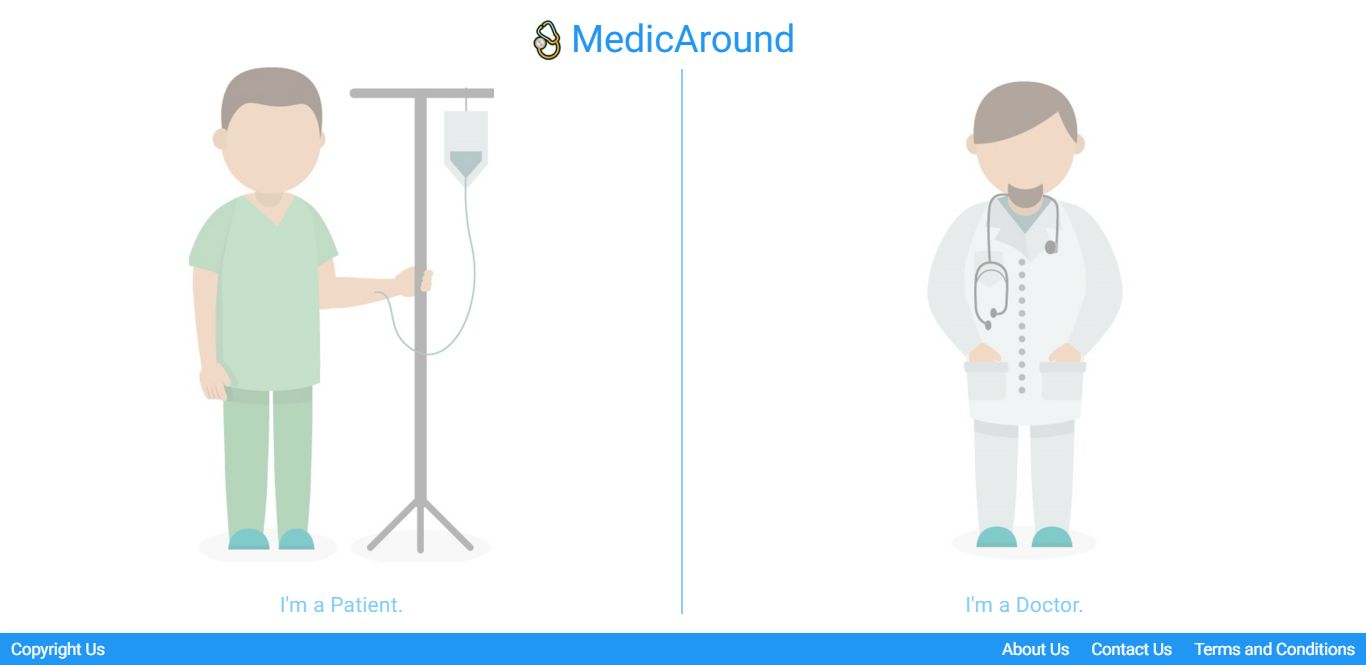 MedicAround
I'm a Patient.
I'm a Doctor.
Copyright Us
About Us
Contact Us
Terms and Conditions